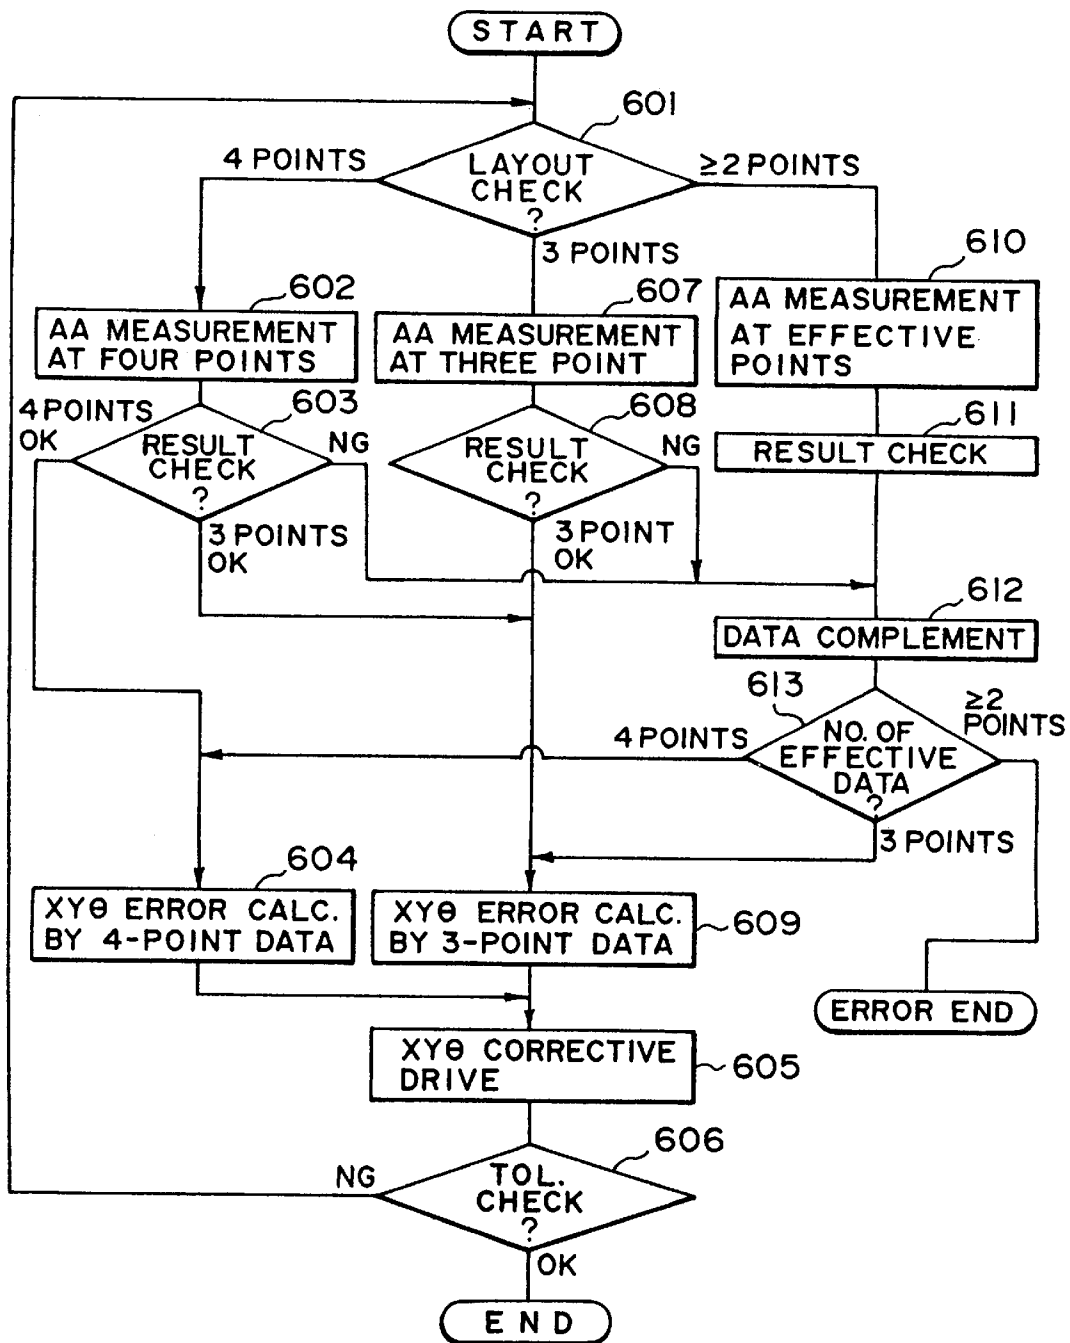 START
601
LAYOUT
CHECK
?
4 POINTS
≥2 POINTS
3 POINTS
602
AA MEASUREMENT
AT FOUR POINTS
607
AA MEASUREMENT
AT THREE POINT
610
AA MEASUREMENT
AT EFFECTIVE
POINTS
603
4 POINTS
OK
RESULT
CHECK
?
NG
3 POINTS
OK
608
RESULT
CHECK
?
NG
3 POINT
OK
611
RESULT CHECK
612
DATA COMPLEMENT
613
NO. OF
EFFECTIVE
DATA
?
4 POINTS
≥2
POINTS
3 POINTS
604
XYθ ERROR CALC.
BY 4-POINT DATA
XYθ ERROR CALC.
BY 3-POINT DATA
609
ERROR END
XYθ CORRECTIVE
DRIVE
605
606
TOL.
CHECK
?
NG
OK
END